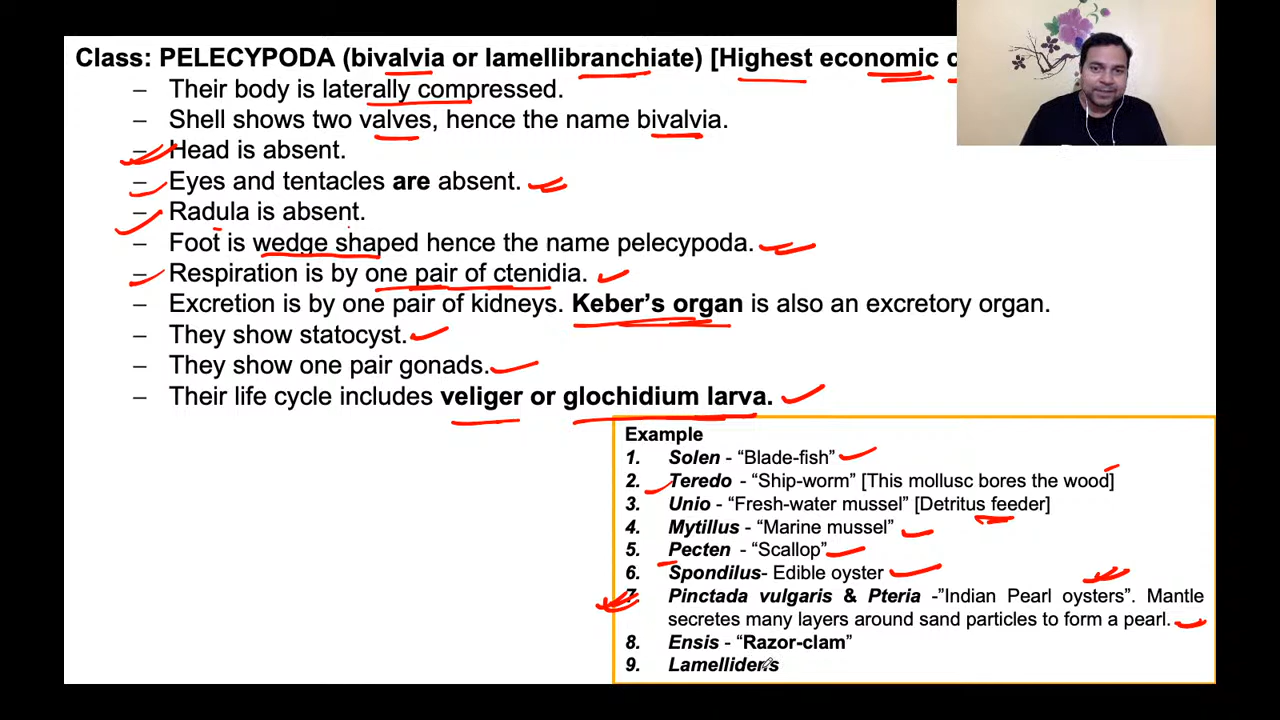 Class: PELECYPODA (bivalvia or lamellibranchiate) [Highest economic
– Their body is laterally compressed.
– Shell shows two valves, hence the name bivalvia.
– Head is absent.
– Eyes and tentacles are absent.
– Radula is absent.
– Foot is wedge shaped hence the name pelecypoda.
– Respiration is by one pair of ctenidia.
– Excretion is by one pair of kidneys. Keber’s organ is also an excretory organ.
– They show statocyst.
– They show one pair gonads.
– Their life cycle includes veliger or glochidium larva.
Example
1. Solen - “Blade-fish”
2. Teredo - “Ship-worm” [This mollusc bores the wood]
3. Unio - “Fresh-water mussel” [Detritus feeder]
4. Mytillus - “Marine mussel”
5. Pecten - “Scallop”
6. Spondilus- Edible oyster
7. Pinctada vulgaris & Pteria -”Indian Pearl oysters”. Mantle
secretes many layers around sand particles to form a pearl.
8. Ensis - “Razor-clam”
9. Lamelliders